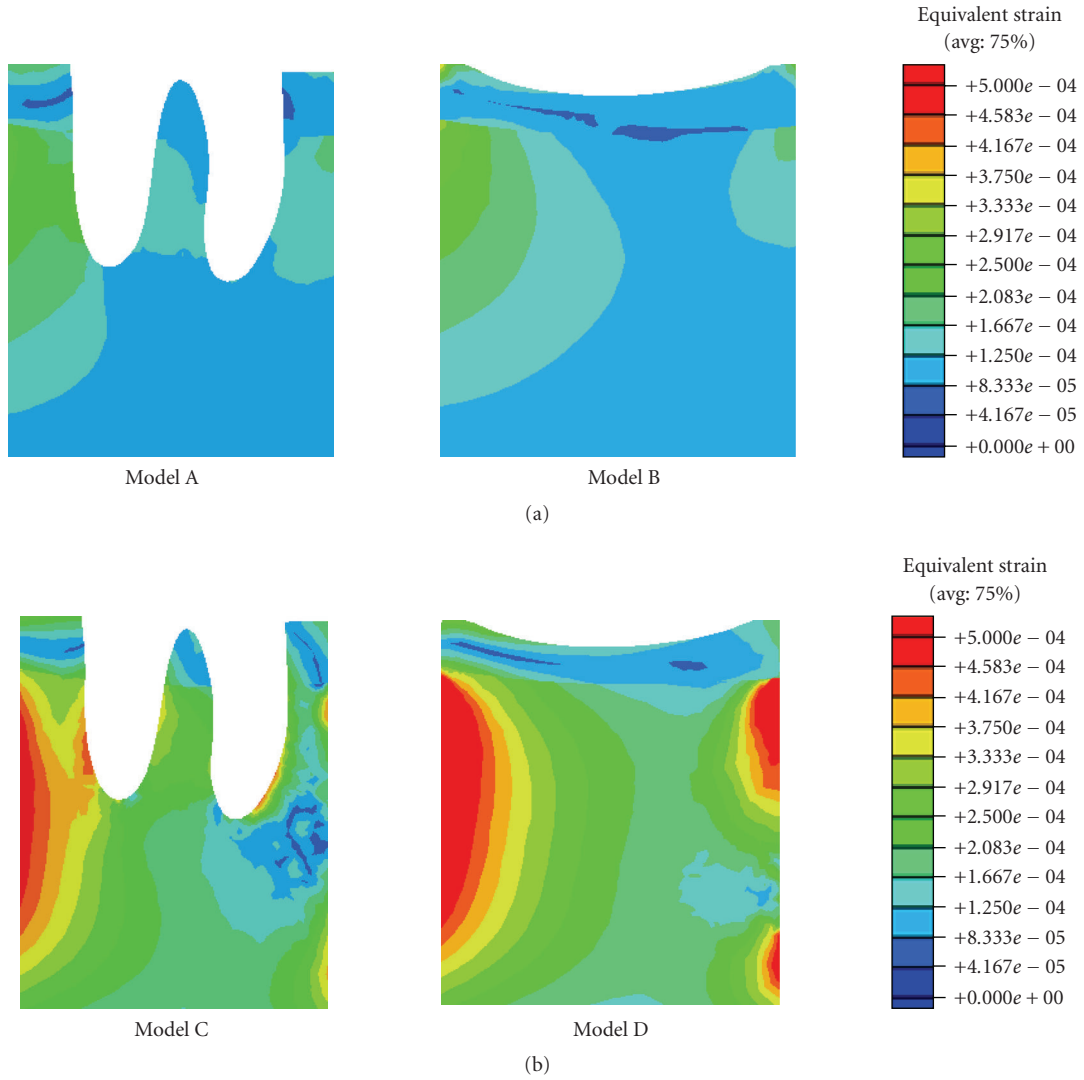 Equivalent strain
(avg: 75%)
+5.000e − 04
+4.583e − 04
+4.167e − 04
+3.750e − 04
+3.333e − 04
+2.917e − 04
+2.500e − 04
+2.083e − 04
+1.667e − 04
+1.250e − 04
+8.333e − 05
+4.167e − 05
+0.000e + 00
Model A
Model B
(a)
Equivalent strain
(avg: 75%)
+5.000e − 04
+4.583e − 04
+4.167e − 04
+3.750e − 04
+3.333e − 04
+2.917e − 04
+2.500e − 04
+2.083e − 04
+1.667e − 04
+1.250e − 04
+8.333e − 05
+4.167e − 05
+0.000e + 00
Model C
Model D
(b)